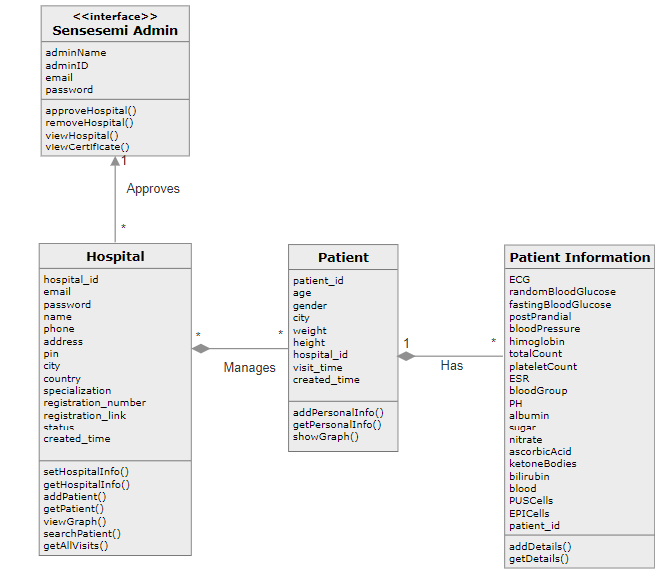 <<interface>>
Sensesemi Admin
adminName
adminID
email
password
approveHospital()
removeHospital()
viewHospital()
viewCertificate()
1
Approves
*
Hospital
hospital_id
email
password
name
phone
address
pin
city
country
specialization
registration_number
registration_link
status
created_time
setHospitalInfo()
getHospitalInfo()
addPatient()
getPatient()
viewGraph()
searchPatient()
getAllVisits()
*
Manages
*
Patient
patient_id
age
gender
city
weight
height
hospital_id
visit_time
created_time
addPersonalInfo()
getPersonalInfo()
showGraph()
1
Has
*
Patient Information
ECG
randomBloodGlucose
fastingBloodGlucose
postPrandial
bloodPressure
himoglobin
totalCount
plateletCount
ESR
bloodGroup
PH
albumin
sugar
nitrate
ascorbicAcid
ketoneBodies
bilirubin
blood
PUSCells
EPICells
patient_id
addDetails()
getDetails()